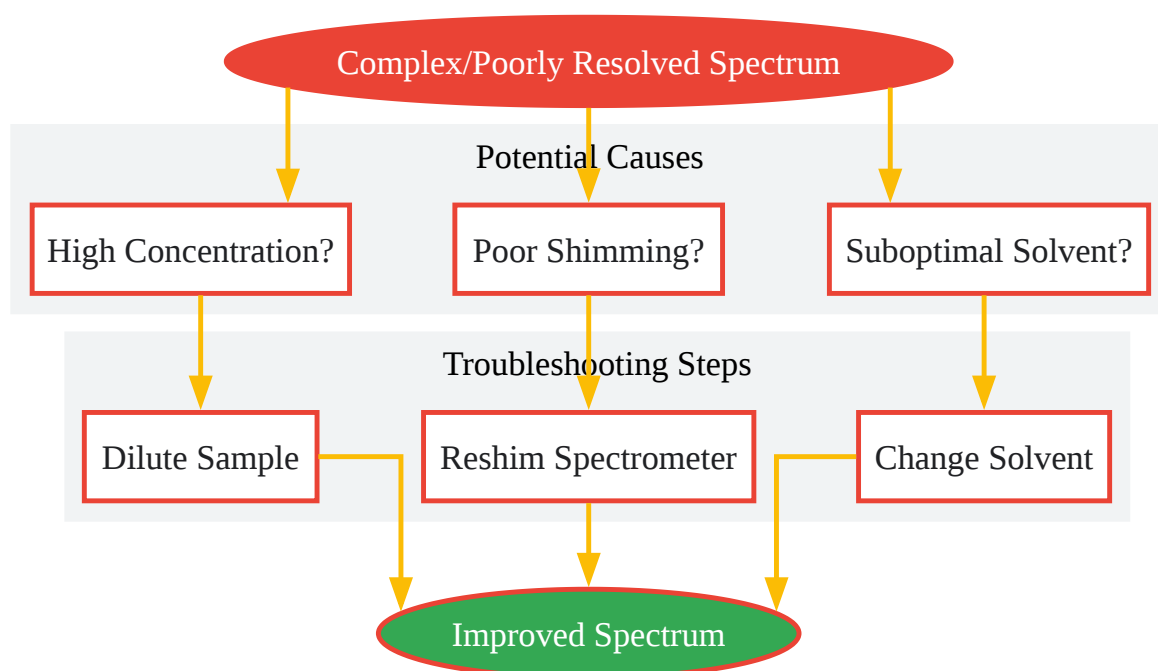 Complex/Poorly Resolved Spectrum
Potential Causes
High Concentration?
Poor Shimming?
Suboptimal Solvent?
Troubleshooting Steps
Dilute Sample
Reshim Spectrometer
Change Solvent
Improved Spectrum